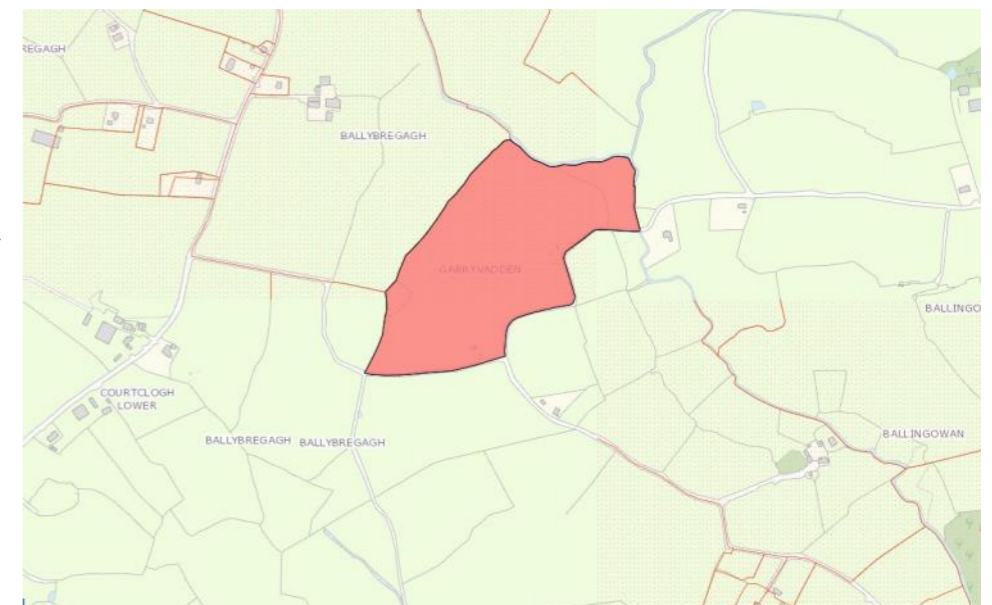 REGAGH
BALLYBREGAGH
GARRYVADDEN
BALLINGO
COURTCLOGH
LOWER
BALLYBREGAGH
BALLYBREGAGH
BALLINGOWAN